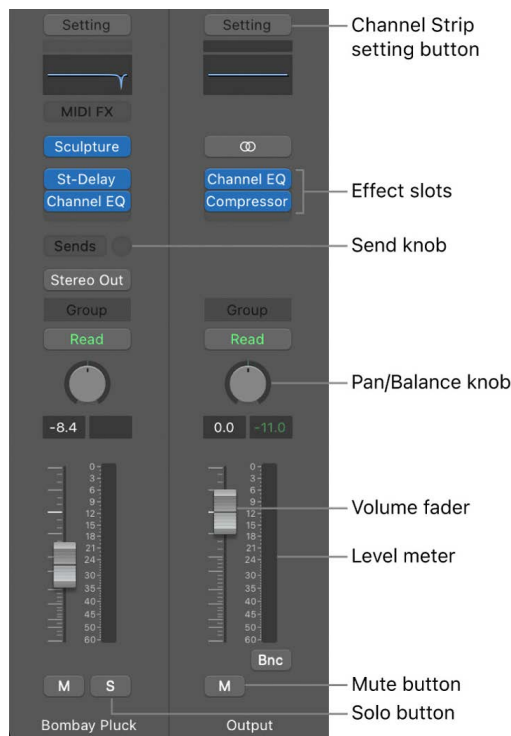 Setting
Setting
Channel Strip
setting button
MIDI FX
Sculpture
St-Delay
Channel EQ
Channel EQ
Compressor
Effect slots
Sends
Send knob
Stereo Out
Group
Group
Read
Read
Pan/Balance knob
-8.4
0.0
-11.0
0
3
6
9
12
15
18
21
24
30
35
40
45
50
60
0
3
6
9
12
15
18
21
24
30
35
40
45
50
60
Volume fader
Level meter
Bnc
M
S
M
Mute button
Solo button
Bombay Pluck
Output